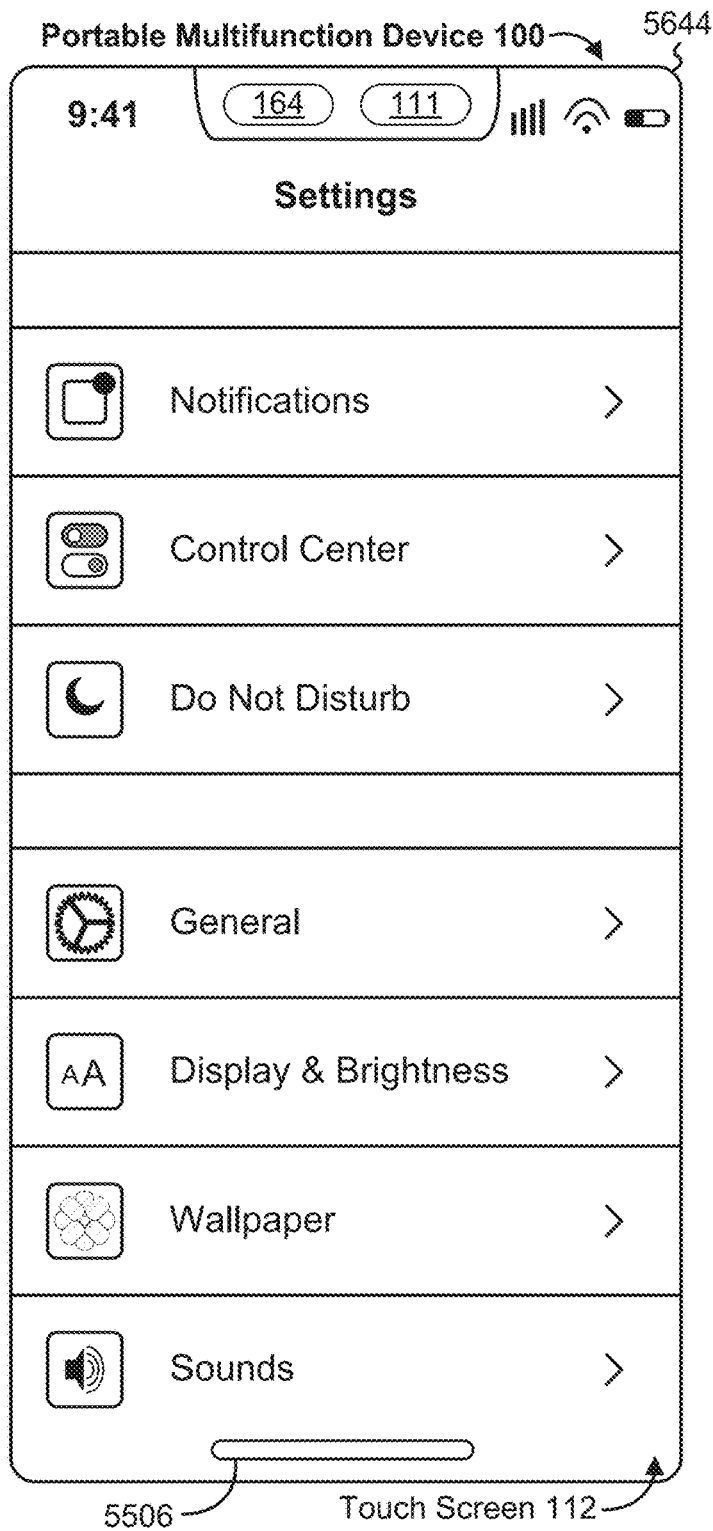 Portable Multifunction Device 100
5644
9:41
164
111
Settings
Notifications
Control Center
Do Not Disturb
General
AA
Display & Brightness
Wallpaper
Sounds
5506
Touch Screen 112